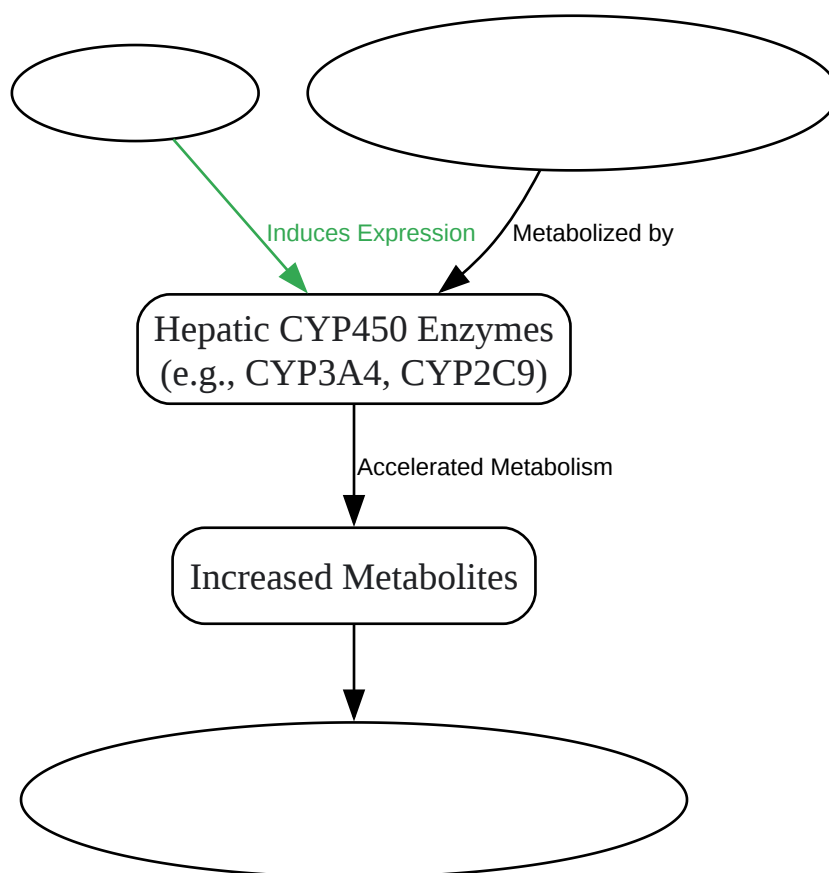 Induces Expression
Metabolized by
Hepatic CYP450 Enzymes
(e.g., CYP3A4, CYP2C9)
Accelerated Metabolism
Increased Metabolites